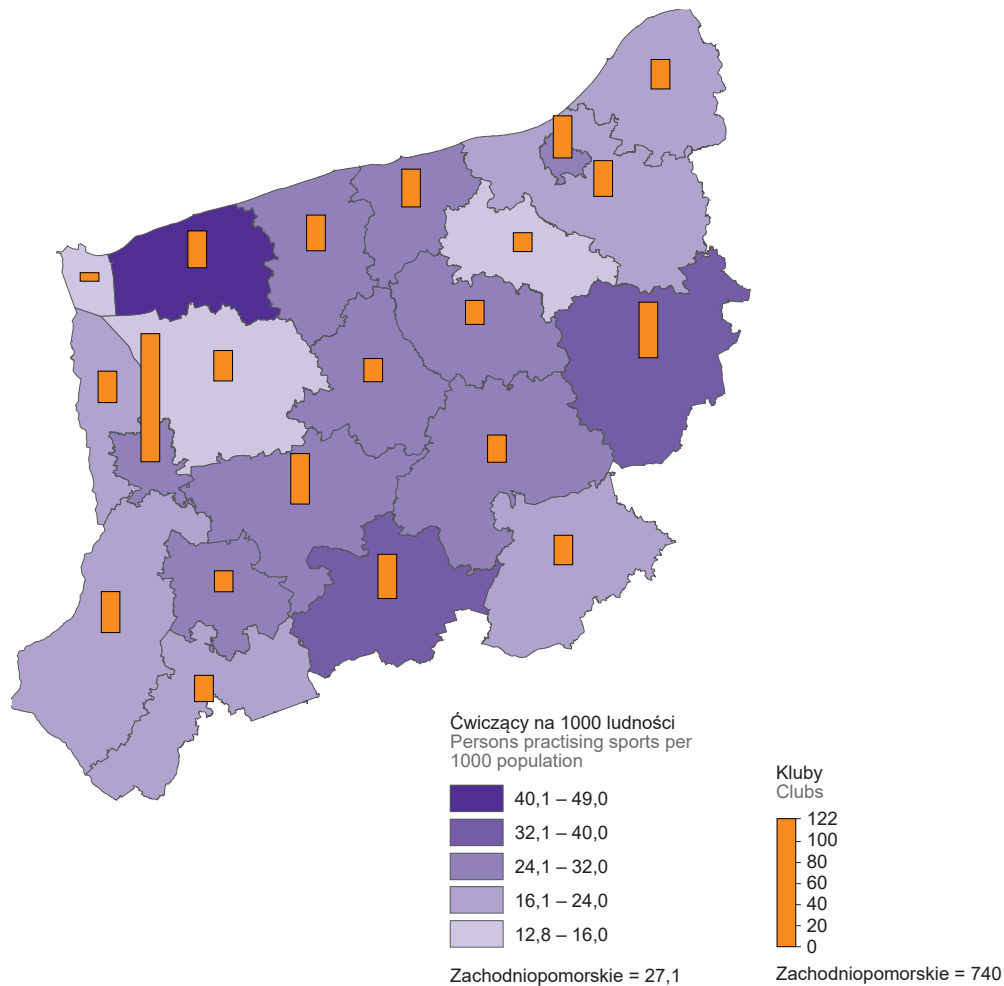 Ćwiczący na 1000 ludności
Persons practising sports per
1000 population
40,1 – 49,0
32,1 – 40,0
24,1 – 32,0
16,1 – 24,0
12,8 – 16,0
Zachodniopomorskie = 27,1
Kluby
Clubs
122
100
80
60
40
20
0
Zachodniopomorskie = 740